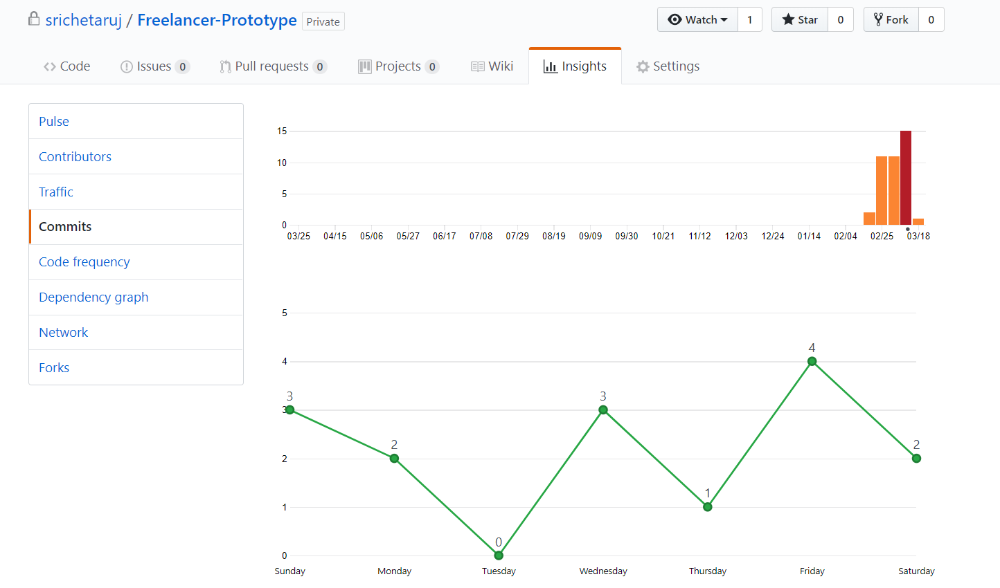 srichetaruj / Freelancer-Prototype Private Watch 1 Star 0 Fork 0
Code Issues 0 Pull requests 0 Projects 0 Wiki Insights Settings
Pulse
Contributors
Traffic
Commits
Code frequency
Dependency graph
Network
Forks
15
10
5
0
03/25 04/15 05/06 05/27 06/17 07/08 07/29 08/19 09/09 09/30 10/21 11/12 12/03 12/24 01/14 02/04 02/25 03/18
5
4
3
2
1
0
3
2
0
3
1
4
2
Sunday Monday Tuesday Wednesday Thursday Friday Saturday